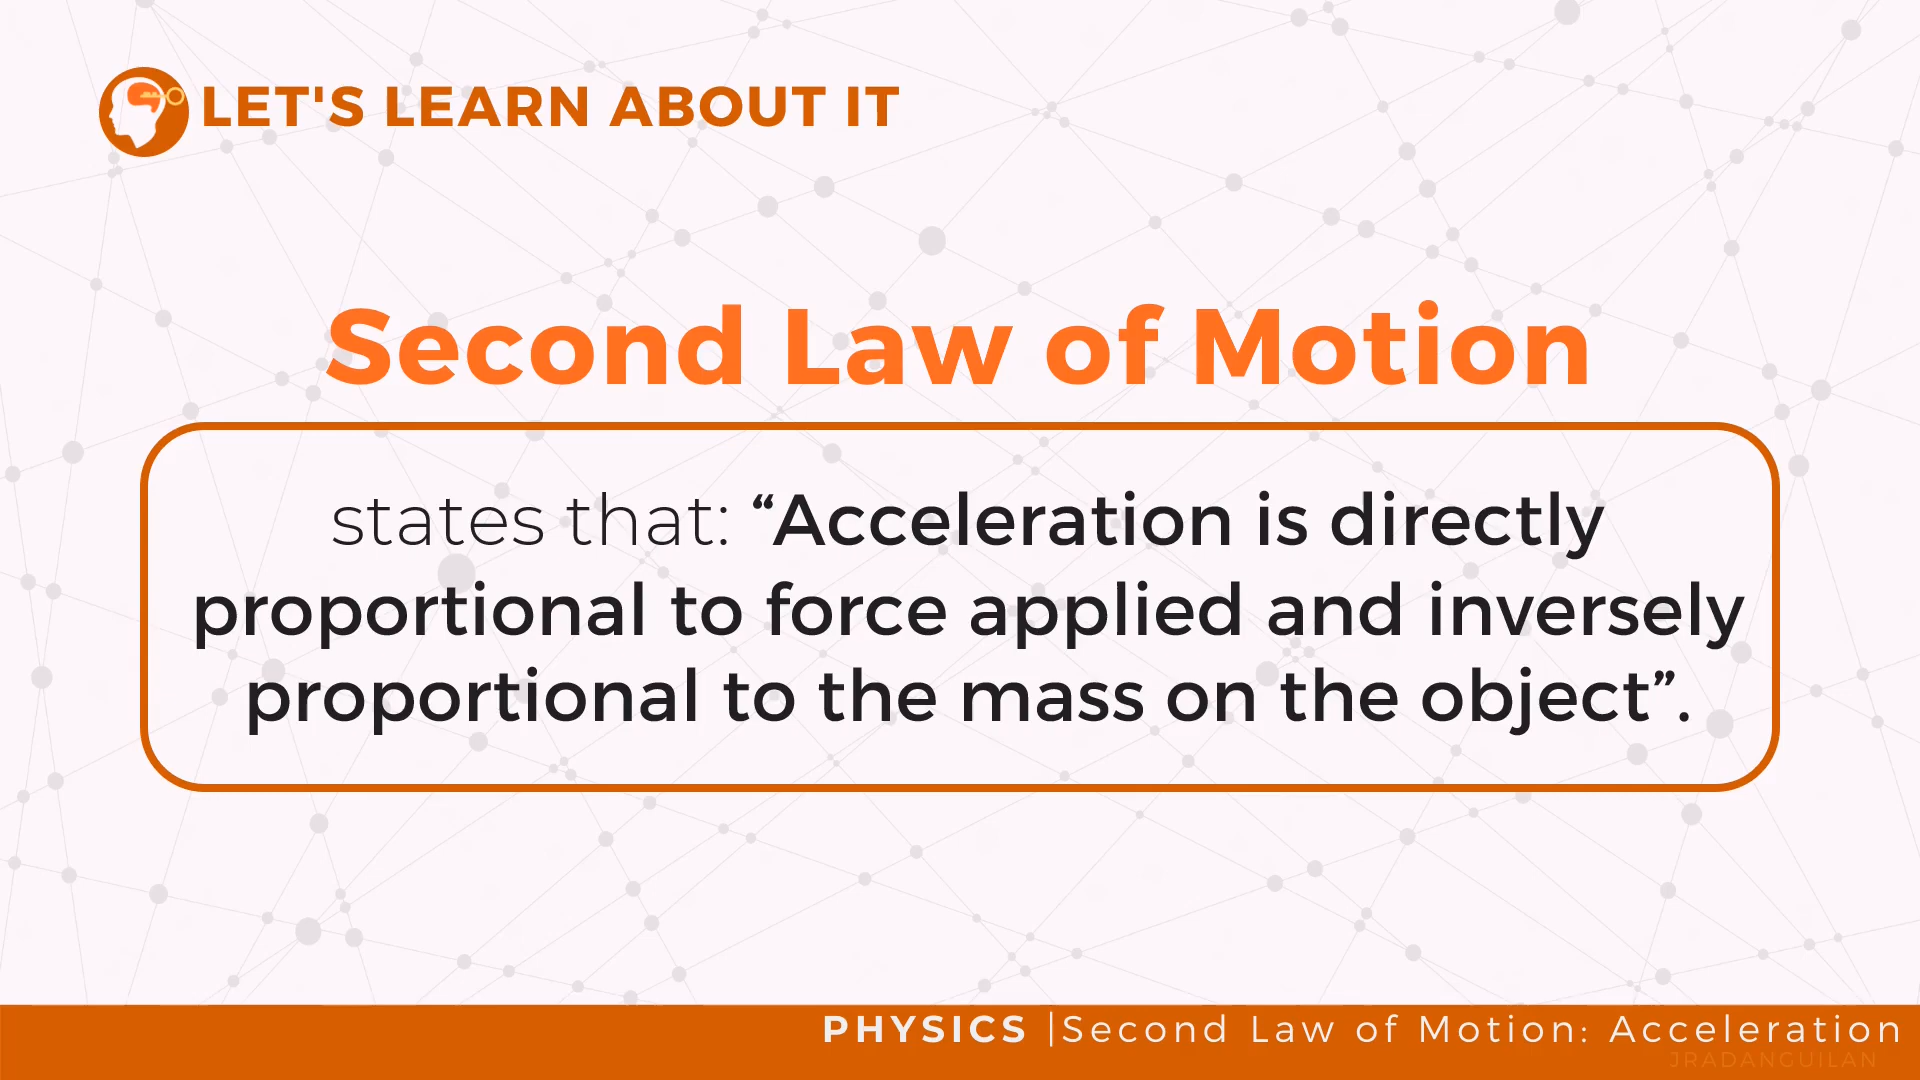 LET'S LEARN ABOUT IT
Second Law of Motion
states that: “Acceleration is directly
proportional to force applied and inversely
proportional to the mass on the object”.
PHYSICS |Second Law of Motion: Acceleration
JRADANGUILAN